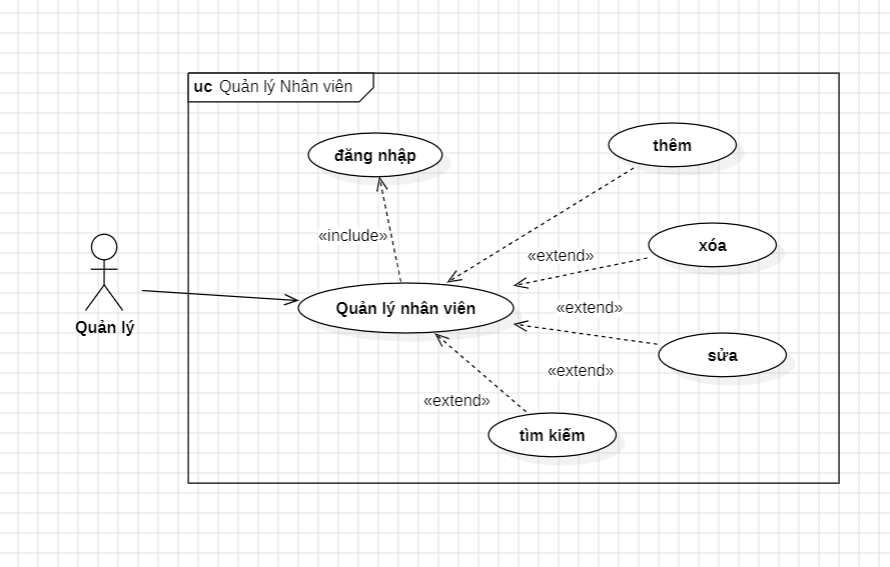 uc Quản lý Nhân viên
đăng nhập
thêm
«include»
xóa
«extend»
Quản lý nhân viên
«extend»
Quản lý
sửa
«extend»
«extend»
tìm kiếm